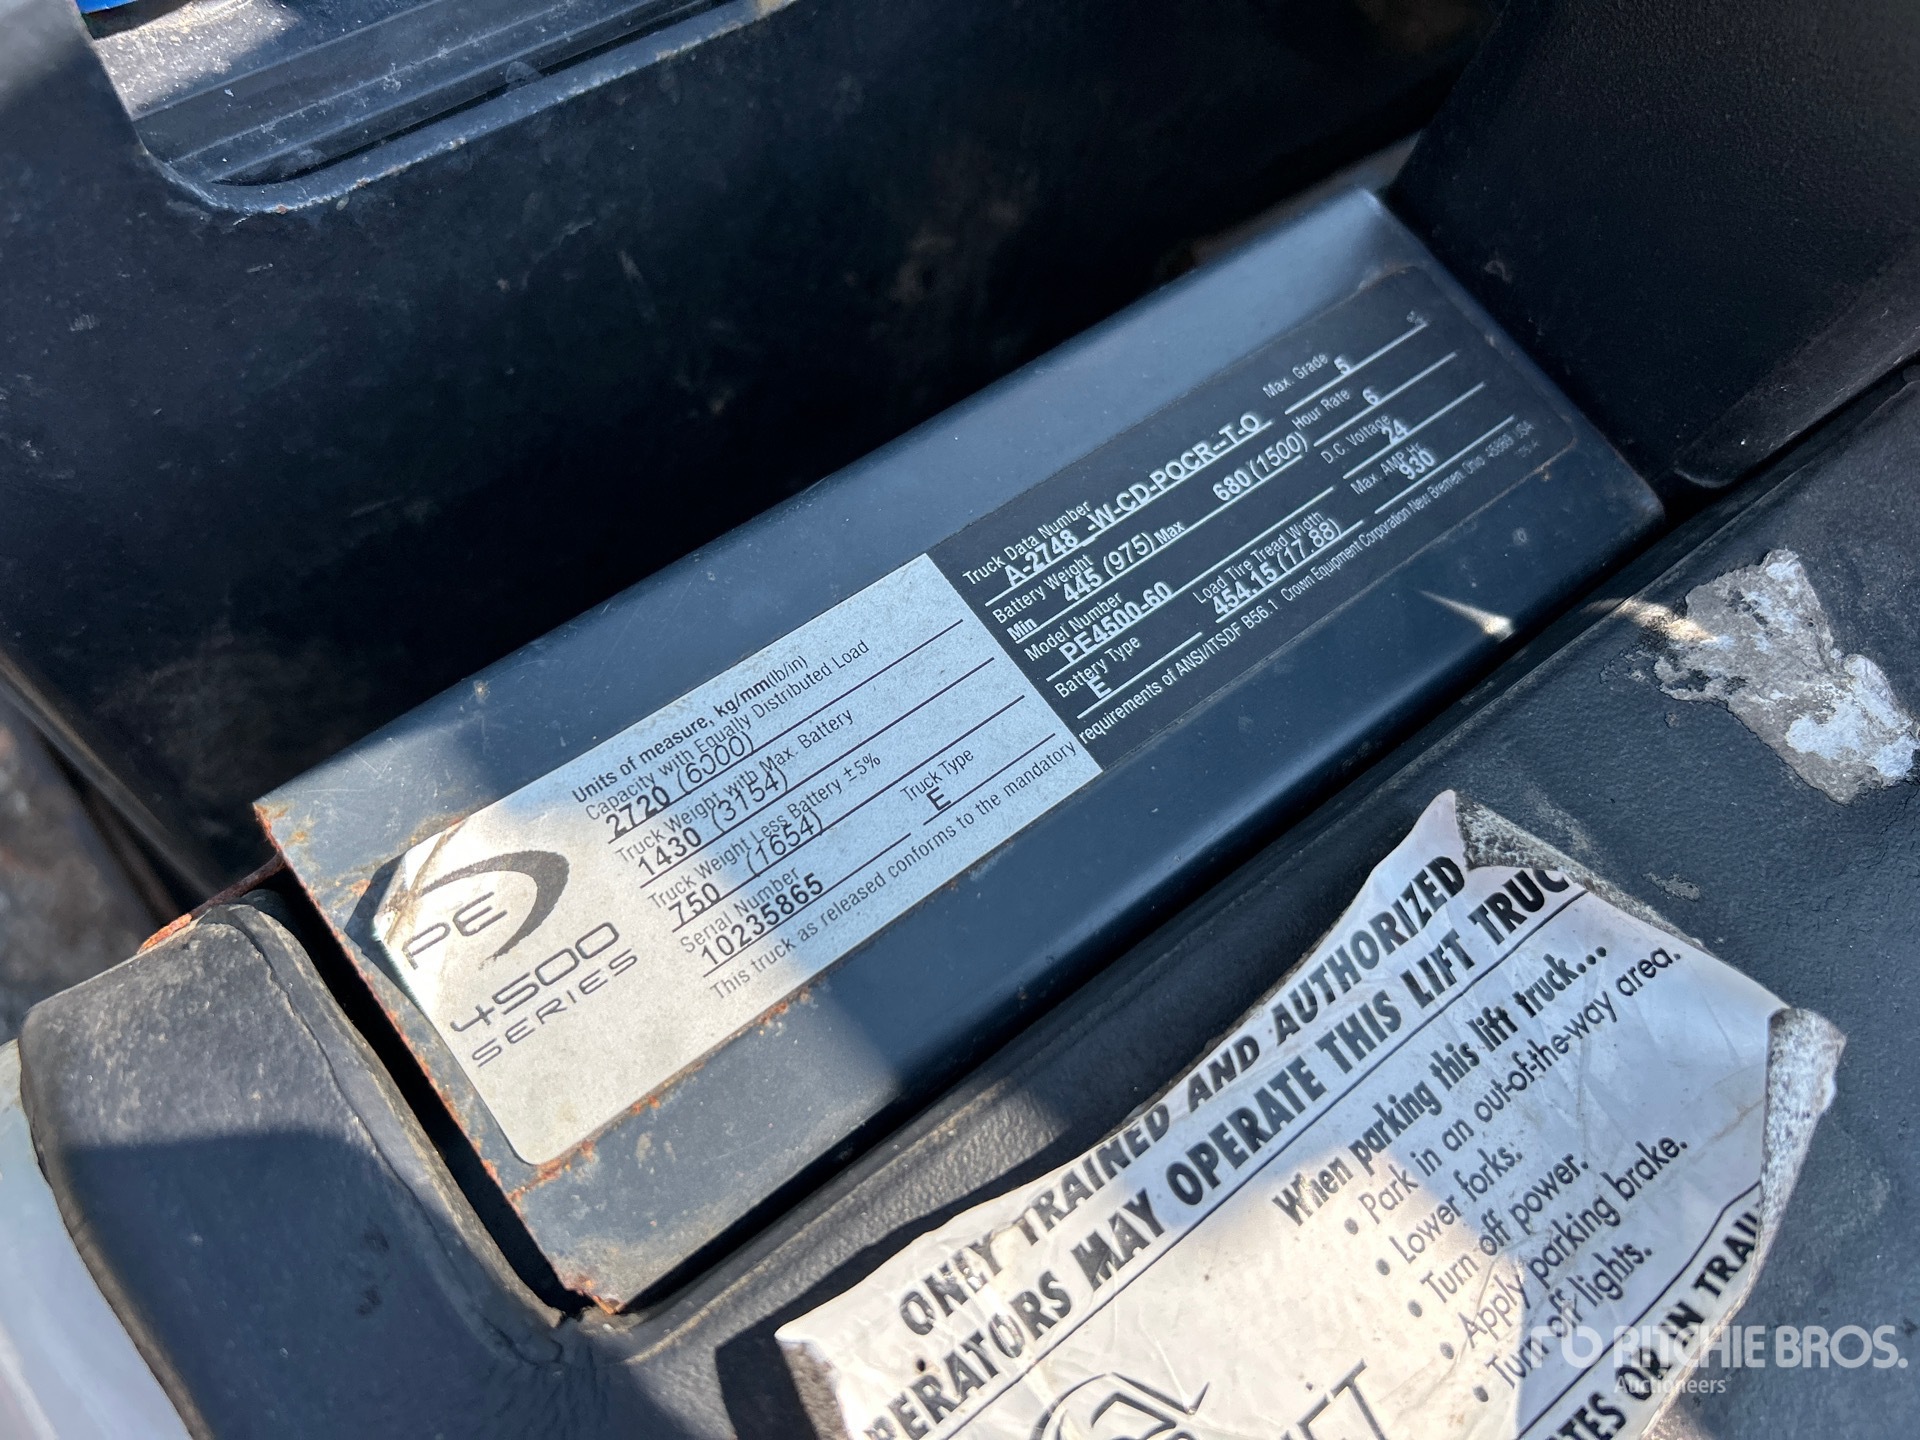 PE
4500
SERIES
Units of measure, kg/mm(lb/in)
Capacity with Equally Distributed Load
2720 (6000)
Truck Weight with Max. Battery
1430 (3154)
Truck Weight Less Battery ±5%
750 (1654)
Serial Number
10235865
Truck Type
E
This truck as released conforms to the mandatory
Truck Data Number
A-2748 -W-CD-POCR--T-O
Max. Grade
5
Battery Weight
Min 445 (975) Max 680 (1500)
Hour Rate
6
Model Number
PE4500-60
D.C. Voltage
24
Battery Type
E
Load Tire Tread Width
454.15 (17.88)
Max. AMP Hr.
930
requirements of ANSI/ITSDF B56.1 Crown Equipment Corporation New Bremen, Ohio 45869 USA
ONLY TRAINED AND AUTHORIZED
OPERATORS MAY OPERATE THIS LIFT TRUC
When parking this lift truck...
• Park in an out-of-the-way area.
• Lower forks.
• Turn off power.
• Apply parking brake.
• Turn off lights.
ATES OR IN TRAIL
RITCHIE BROS.
Auctioneers